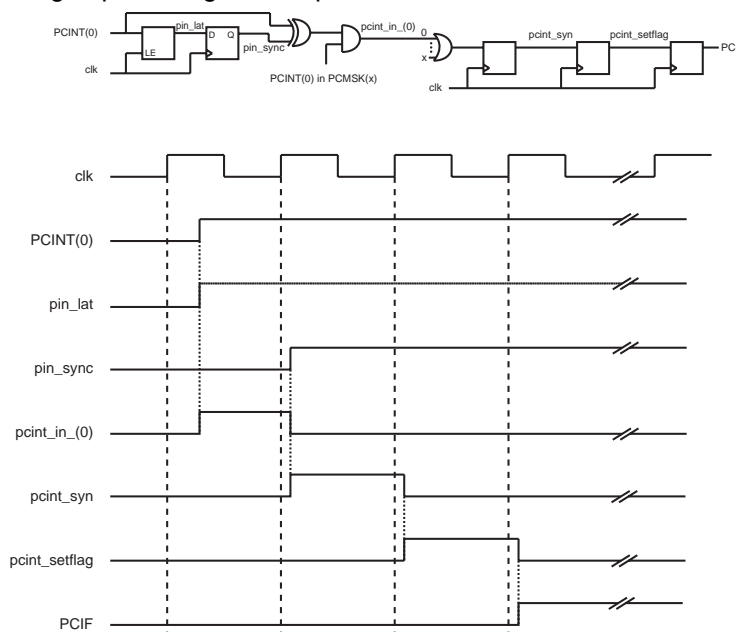 PCINT(0)
LE
pin_lat
D Q
pin_sync
clk
PCINT(0) in PCMSK(x)
pcint_in_(0)
0
x
clk
pcint_syn
pcint_setflag
PC
clk
PCINT(0)
pin_lat
pin_sync
pcint_in_(0)
pcint_syn
pcint_setflag
PCIF